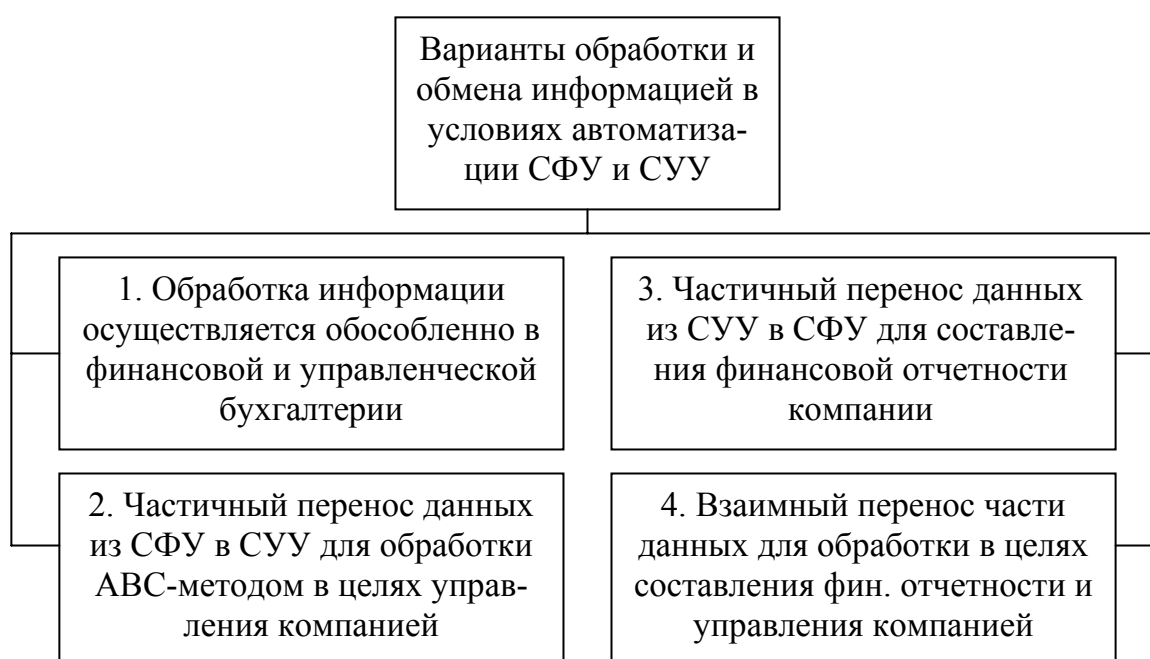 Варианты обработки и
обмена информацией в
условиях автоматиза-
ции СФУ и СУУ
1. Обработка информации
осуществляется обособленно в
финансовой и управленческой
бухгалтерии
2. Частичный перенос данных
из СФУ в СУУ для обработки
АВС-методом в целях управ-
ления компанией
3. Частичный перенос данных
из СУУ в СФУ для составле-
ния финансовой отчетности
компании
4. Взаимный перенос части
данных для обработки в целях
составления фин. отчетности и
управления компанией